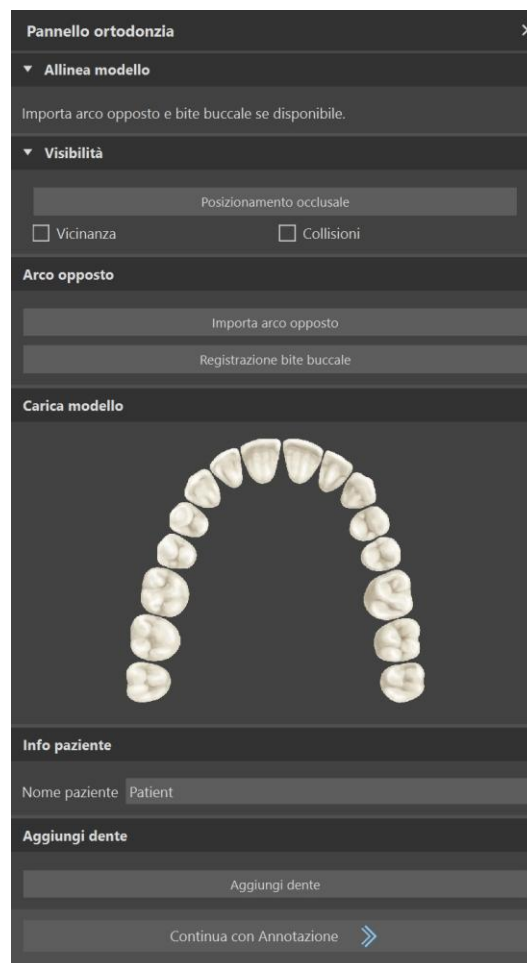 Pannello ortodonzia
Allinea modello
Importa arco opposto e bite buccale se disponibile.
Visibilità
Posizionamento occlusale
Vicinanza Collisioni
Arco opposto
Importa arco opposto
Registrazione bite buccale
Carica modello
Info paziente
Nome paziente Patient
Aggiungi dente
Aggiungi dente
Continua con Annotazione